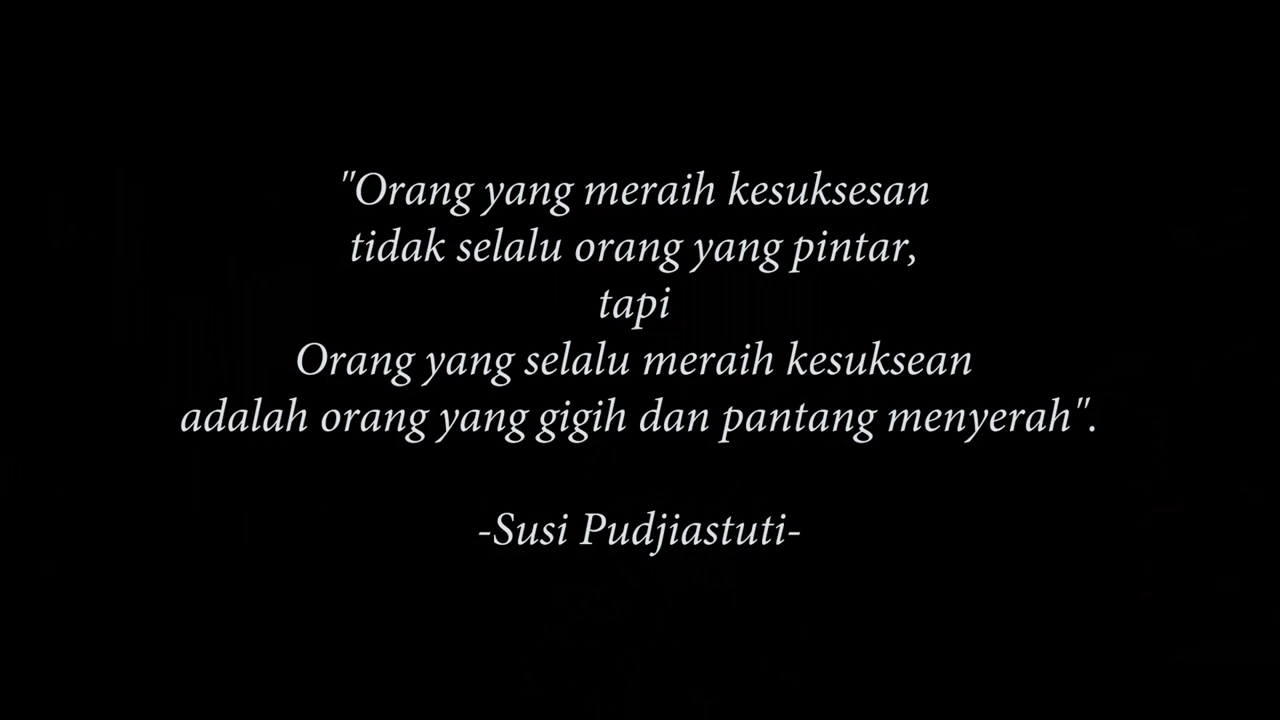 "Orang yang meraih kesuksesan
tidak selalu orang yang pintar,
tapi
Orang yang selalu meraih kesuksean
adalah orang yang gigih dan pantang menyerah".
-Susi Pudjiastuti-